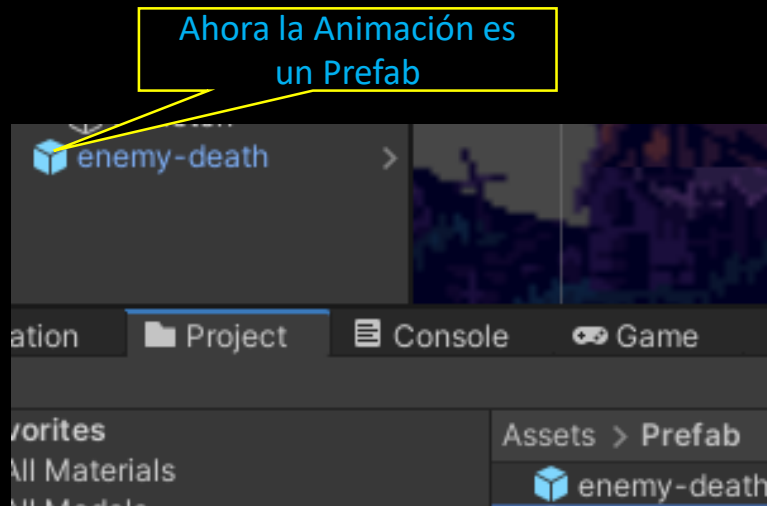 Ahora la Animación es
un Prefab
enemy-death
ation
Project
Console
Game
vorites
Assets > Prefab
All Materials
enemy-death